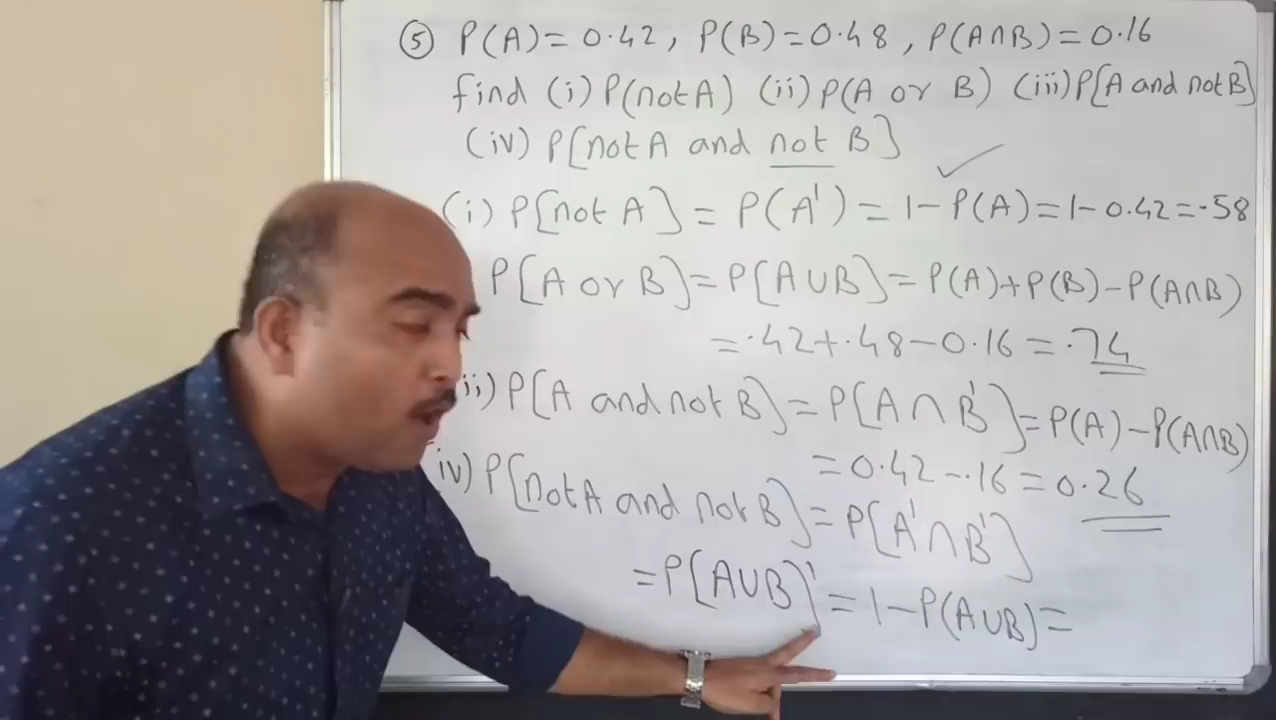 ⑤ P(A)= 0.42, P(B)=0.48, P(A∩B)=0.16
find (i) P(not A) (ii) P(A or B) (iii) P[A and not B]
(iv) P[not A and not B]
(i) P[not A] = P(A') = 1- P(A)=1-0.42=.58
P[A or B]= P[A∪B]= P(A)+P(B)-P(A∩B)
=.42+.48-0.16=.74
ii) P[A and not B]=P[A∩B']=P(A)-P(A∩B)
=0.42-.16=0.26
iv) P[not A and not B]=P[A'∩B']
=P[A∪B]'=1-P(A∪B)=